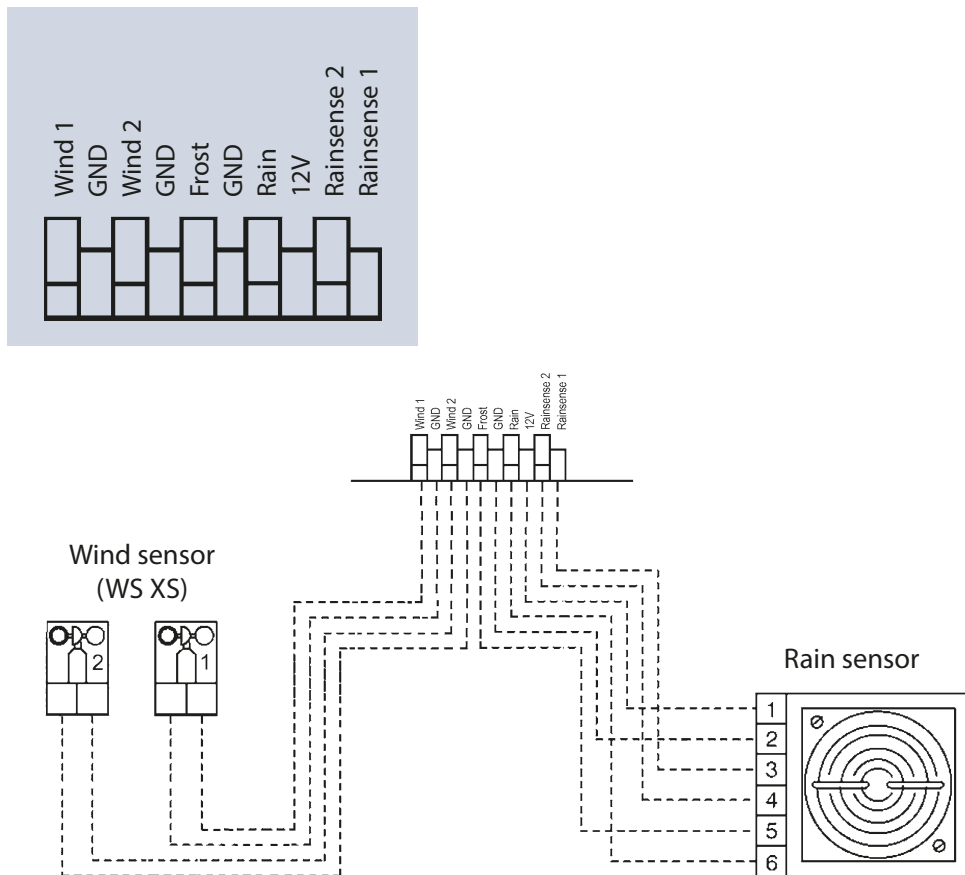 Wind 1
GND
Wind 2
GND
Frost
GND
Rain
12V
Rainsense 2
Rainsense 1
Wind 1
GND
Wind 2
GND
Frost
GND
Rain
12V
Rainsense 2
Rainsense 1
Wind sensor
(WS XS)
2
1
Rain sensor
1
2
3
4
5
6